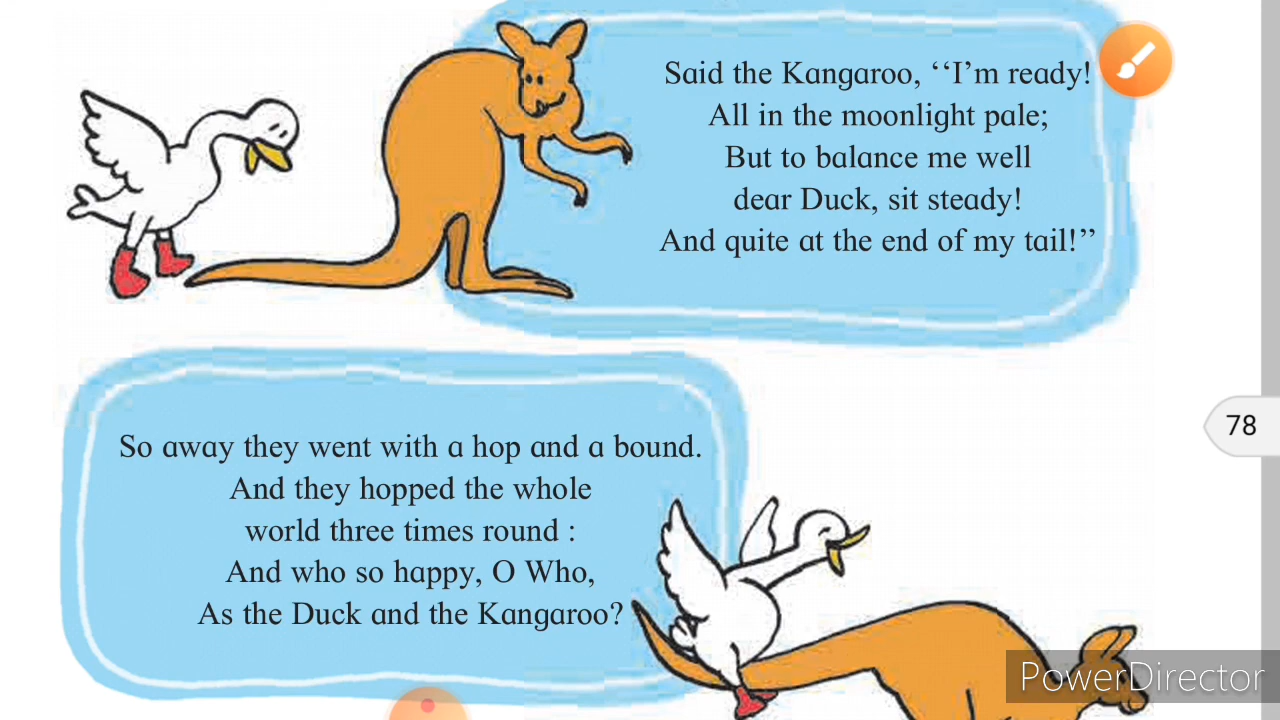 Said the Kangaroo, ‘‘I’m ready!
All in the moonlight pale;
But to balance me well
dear Duck, sit steady!
And quite at the end of my tail!’’
78
So away they went with a hop and a bound.
And they hopped the whole
world three times round :
And who so happy, O Who,
As the Duck and the Kangaroo?
PowerDirector